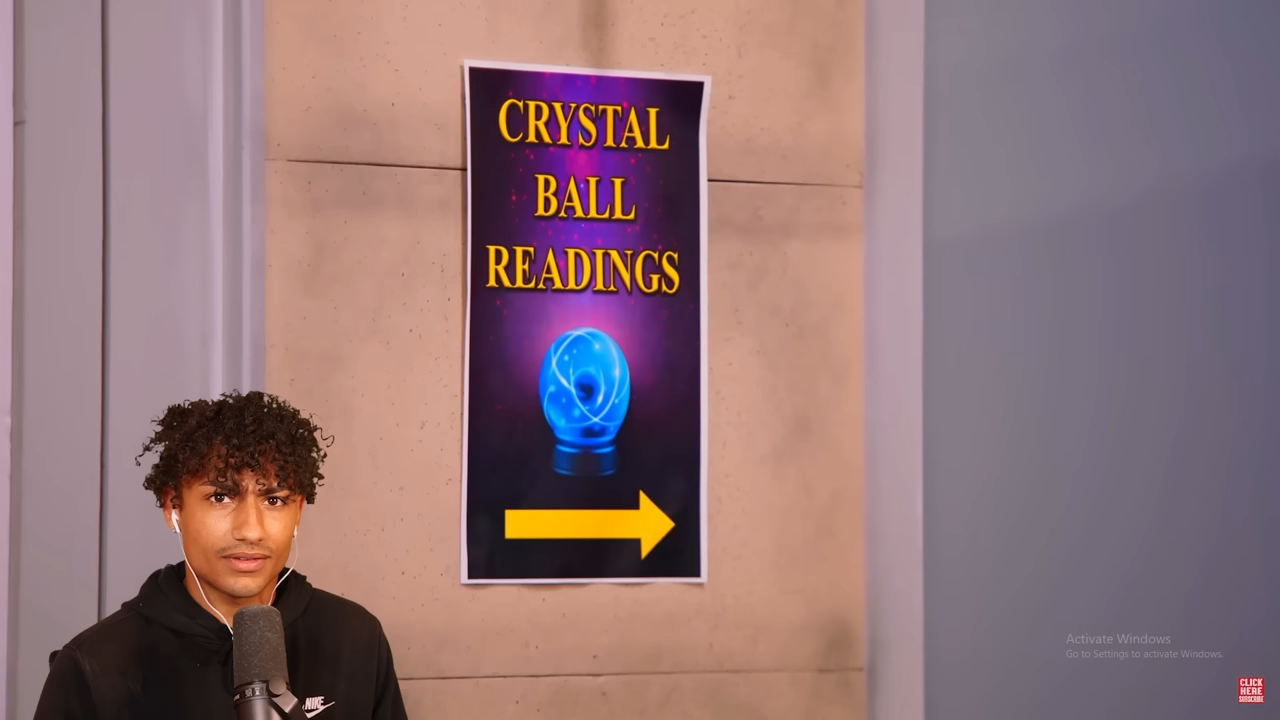 CRYSTAL
BALL
READINGS
NIKE
Activate Windows
Go to Settings to activate Windows.
CLICK
HERE
SUBSCRIBE